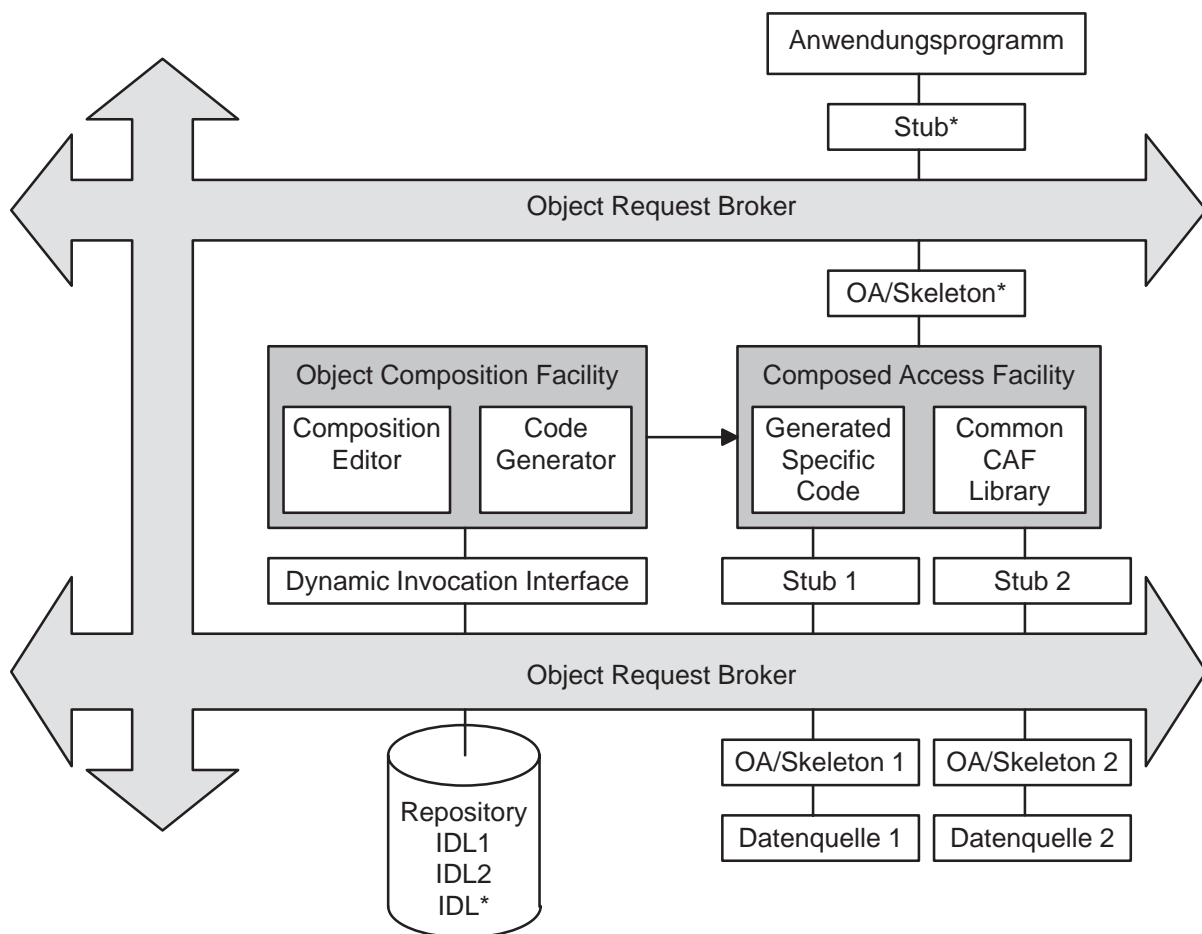 Anwendungsprogramm
Stub*
Object Request Broker
OA/Skeleton*
Object Composition Facility
Composition
Editor
Code
Generator
Composed Access Facility
Generated
Specific
Code
Common
CAF
Library
Dynamic Invocation Interface
Stub 1
Stub 2
Object Request Broker
Repository
IDL1
IDL2
IDL*
OA/Skeleton 1
OA/Skeleton 2
Datenquelle 1
Datenquelle 2